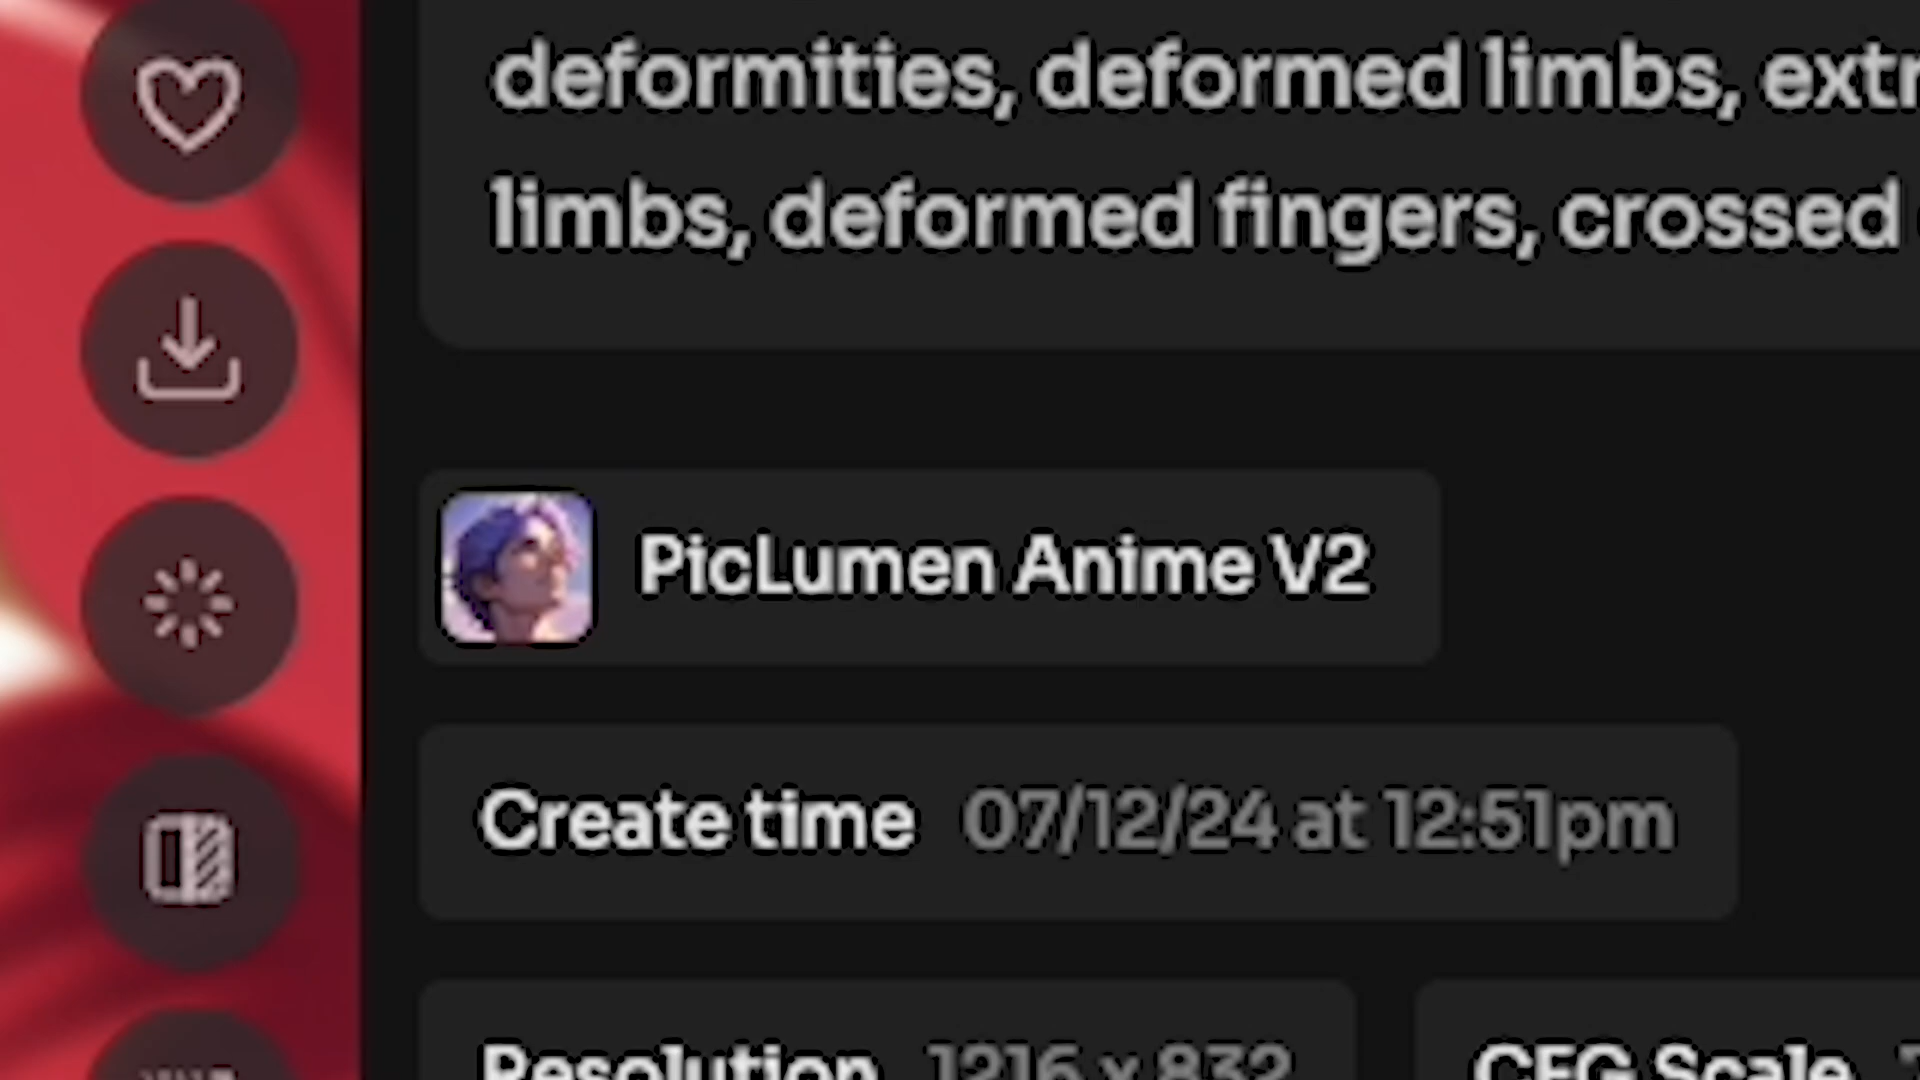 deformities, deformed limbs, extr
limbs, deformed fingers, crossed
PicLumen Anime V2
Create time 07/12/24 at 12:51pm
Resolution 1216 x 832 CFG Scale